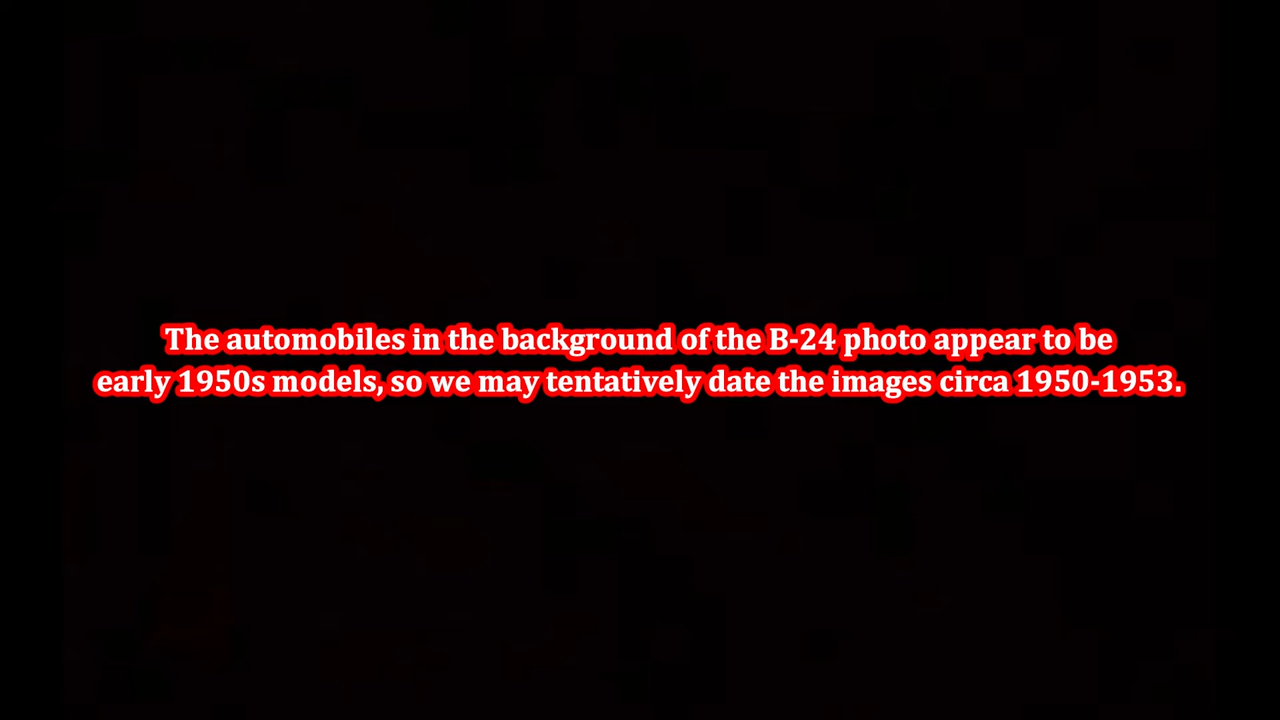 The automobiles in the background of the B-24 photo appear to be
early 1950s models, so we may tentatively date the images circa 1950-1953.